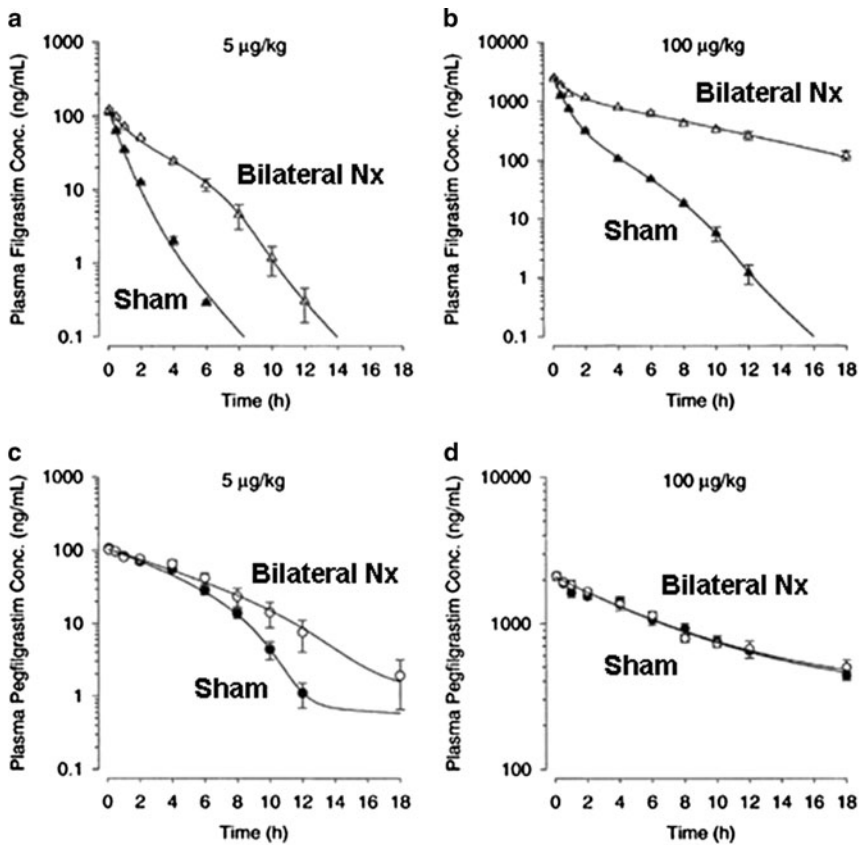 a
5 µg/kg
Plasma Filgrastim Conc. (ng/mL)
1000
100
10
1
0.1
Bilateral Nx
Sham
0 2 4 6 8 10 12 14 16 18
Time (h)
b
100 µg/kg
Plasma Filgrastim Conc. (ng/mL)
10000
1000
100
10
1
0.1
Bilateral Nx
Sham
0 2 4 6 8 10 12 14 16 18
Time (h)
c
5 µg/kg
Plasma Pegfilgrastim Conc. (ng/mL)
1000
100
10
1
0.1
Bilateral Nx
Sham
0 2 4 6 8 10 12 14 16 18
Time (h)
d
100 µg/kg
Plasma Pegfilgrastim Conc. (ng/mL)
10000
1000
100
Bilateral Nx
Sham
0 2 4 6 8 10 12 14 16 18
Time (h)